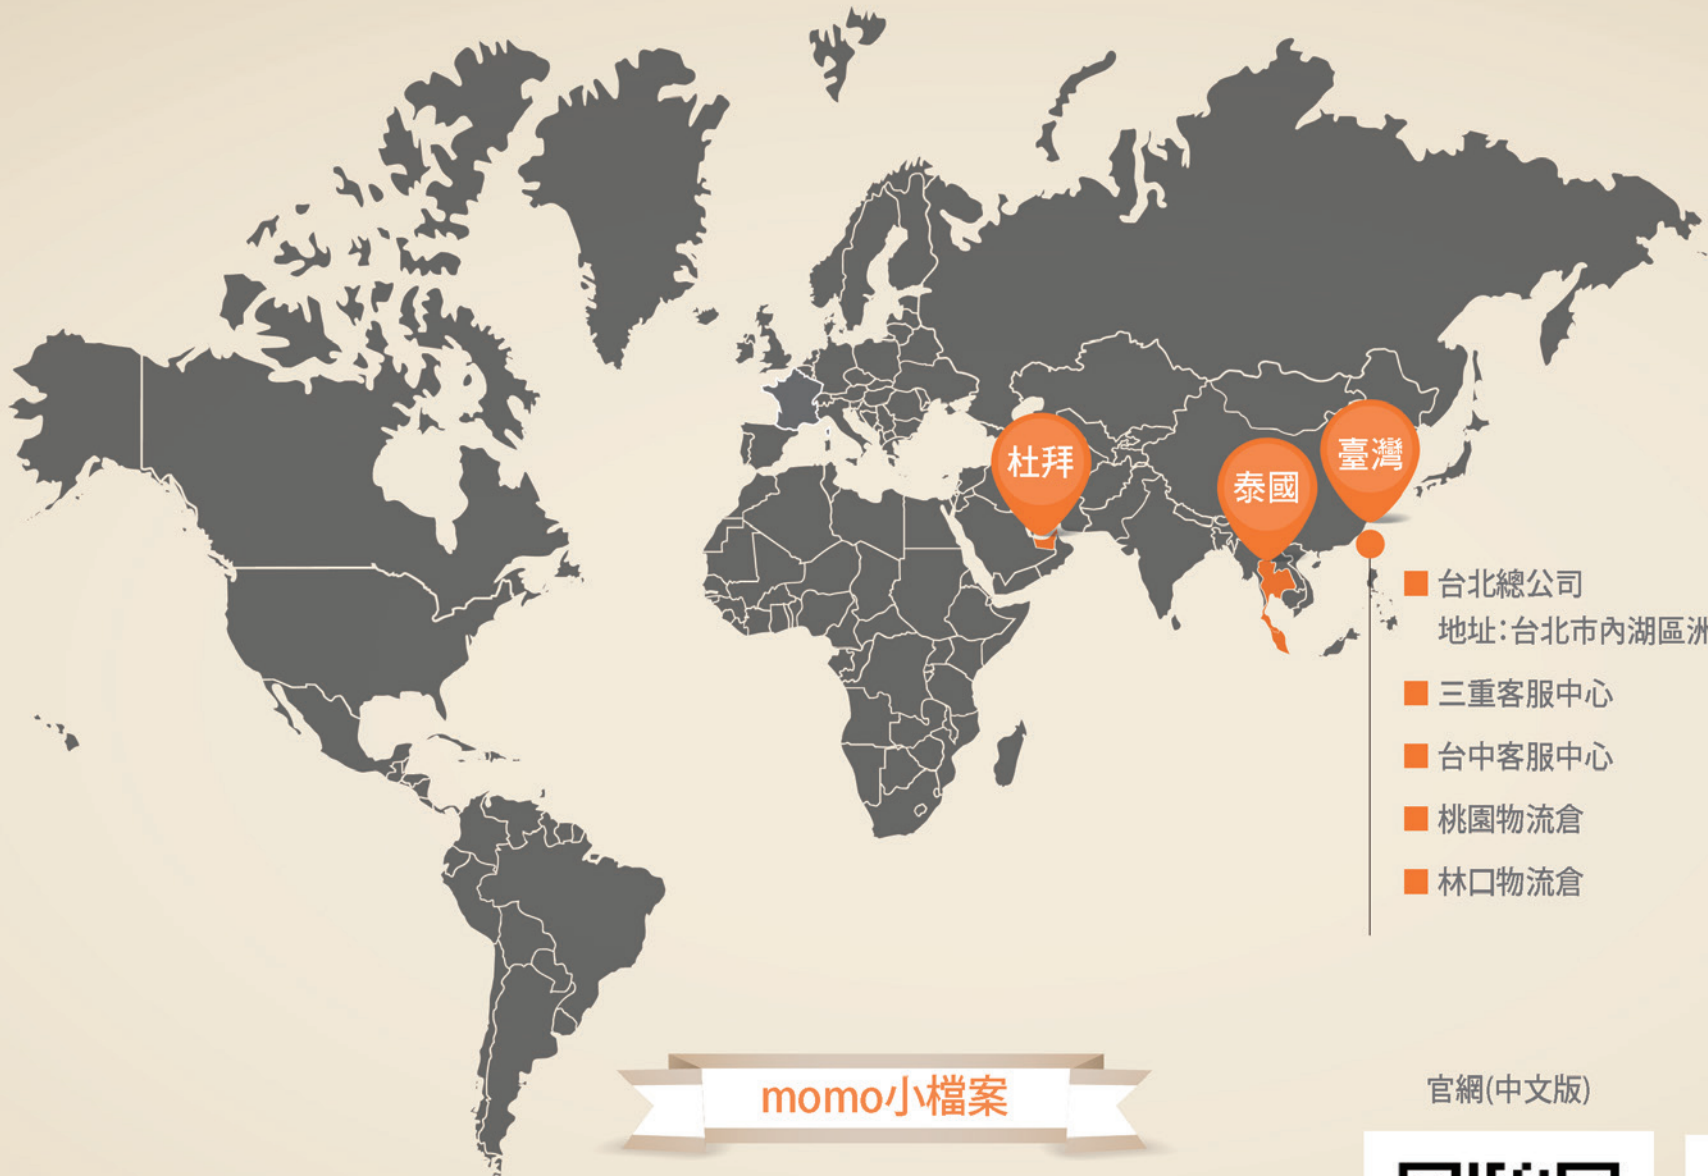 杜拜
泰國
臺灣
台北總公司
地址：台北市內湖區洲
三重客服中心
台中客服中心
桃園物流倉
林口物流倉
momo小檔案
官網(中文版)